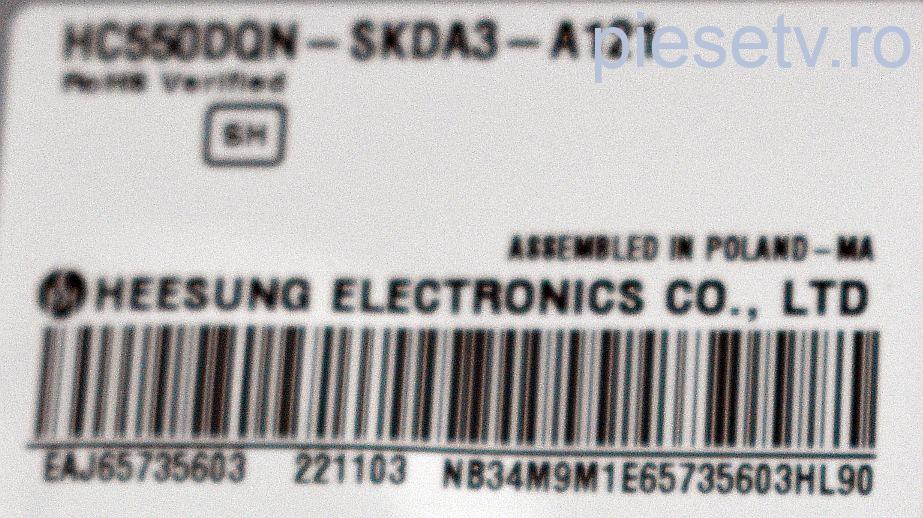 HC550DQN-SKDA3-A121
piesetv.ro
RoHS Verified
SH
ASSEMBLED IN POLAND-MA
HEESUNG ELECTRONICS CO., LTD
EAJ65735603 221103 NB34M9M1E65735603HL90